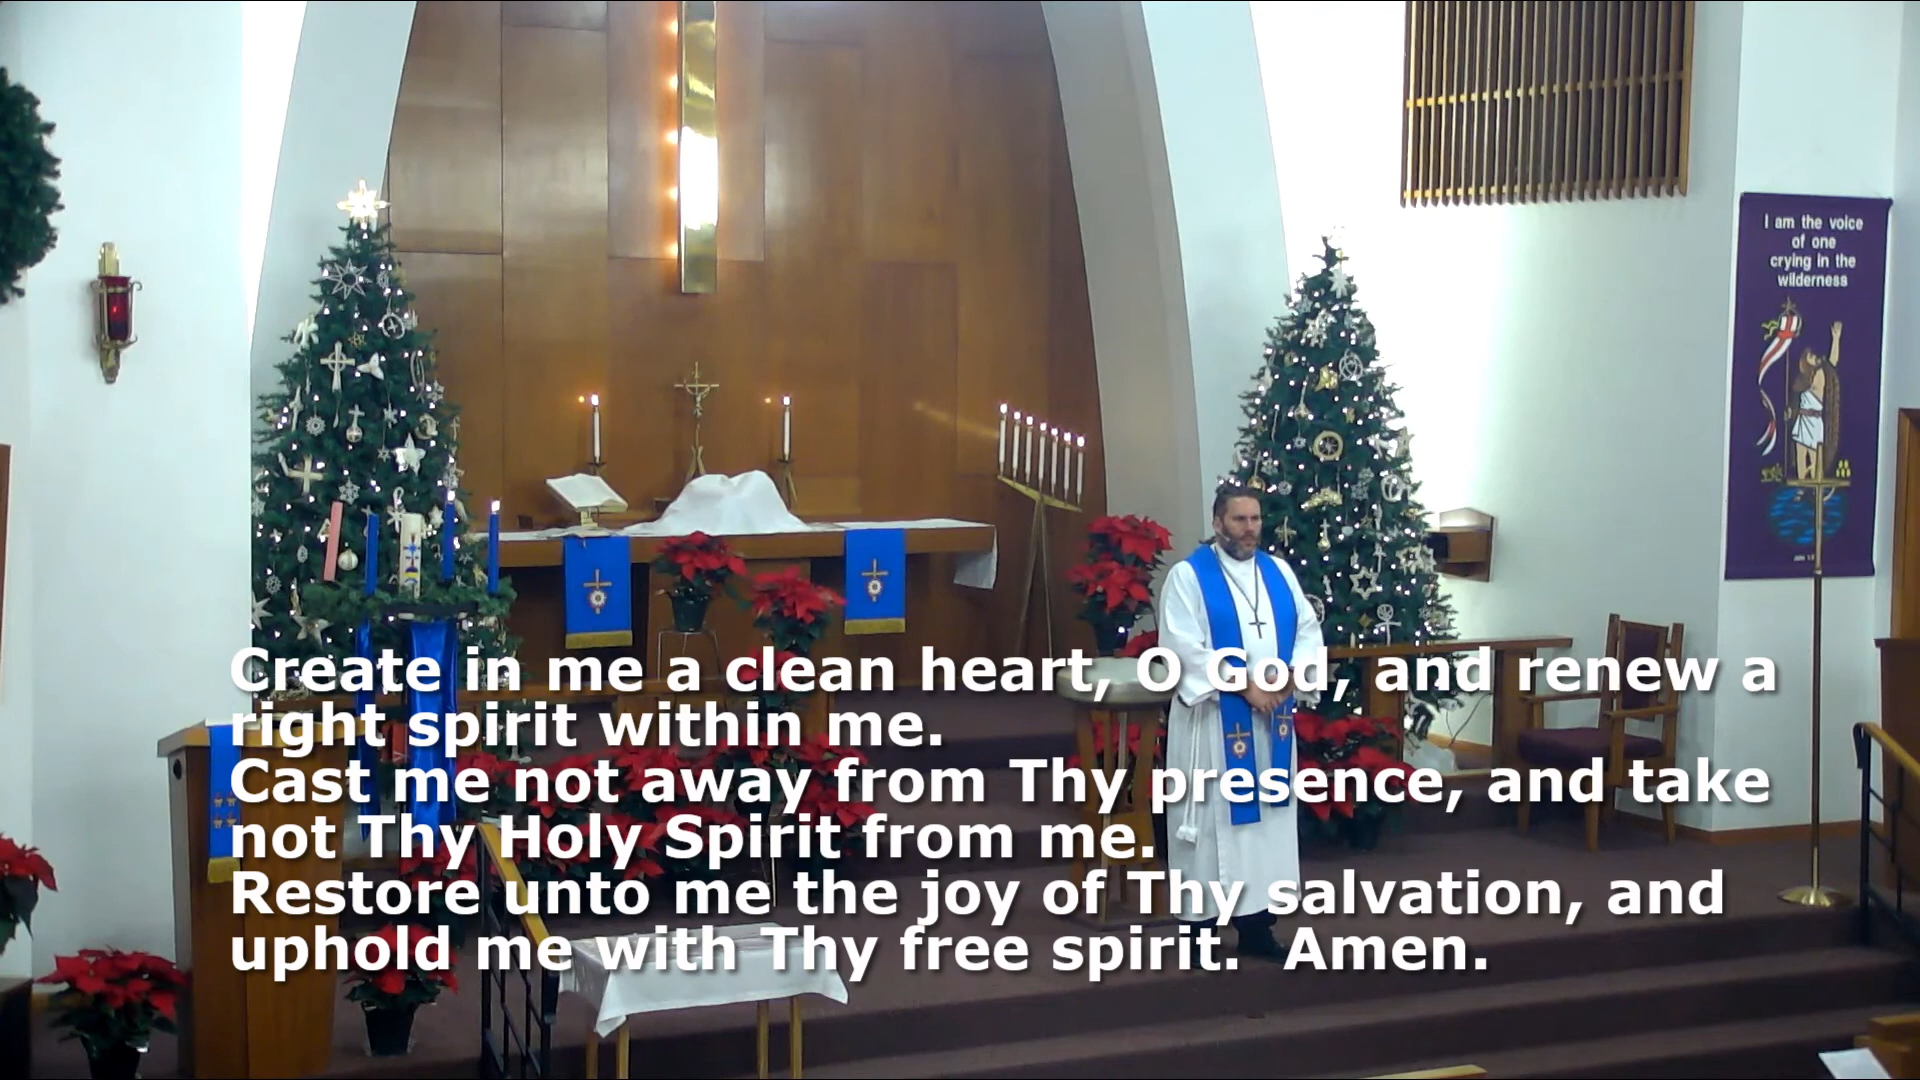 I am the voice
of one
crying in the
wilderness
Create in me a clean heart, O God, and renew a
right spirit within me.
Cast me not away from Thy presence, and take
not Thy Holy Spirit from me.
Restore unto me the joy of Thy salvation, and
uphold me with Thy free spirit.  Amen.